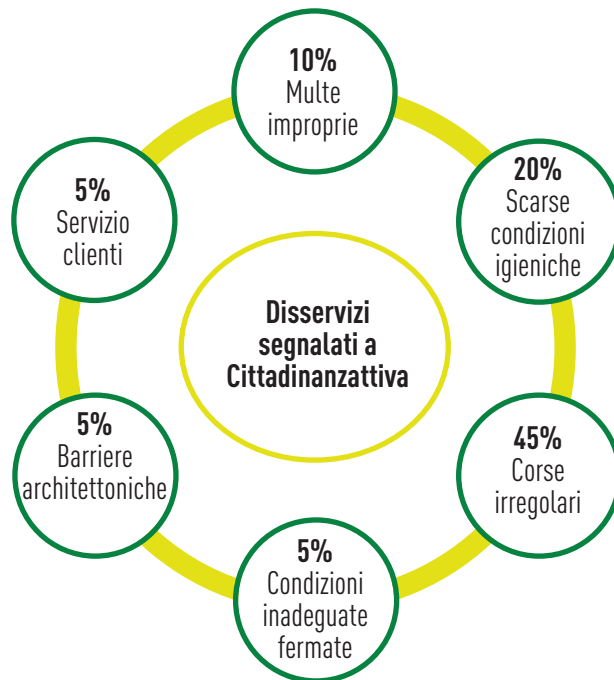 10%
Multe
improprie
5%
Servizio
clienti
20%
Scarse
condizioni
igieniche
Disservizi
segnalati a
Cittadinanzattiva
5%
Barriere
architettoniche
45%
Corse
irregolari
5%
Condizioni
inadeguate
fermate